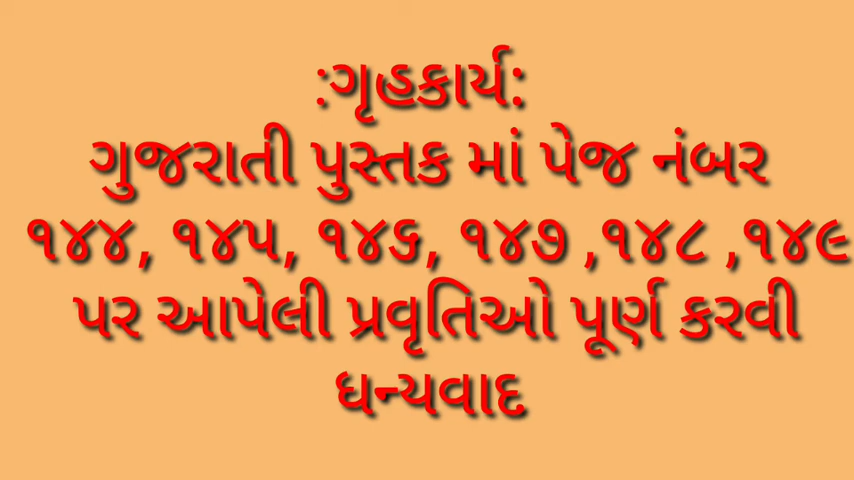 :ગૃહકાર્ય:
ગુજરાતી પુસ્તક માં પેજ નંબર
૧૪૪, ૧૪૫, ૧૪૬, ૧૪૭ ,૧૪૮ ,૧૪૯
પર આપેલી પ્રવૃતિઓ પૂર્ણ કરવી
ધન્યવાદ